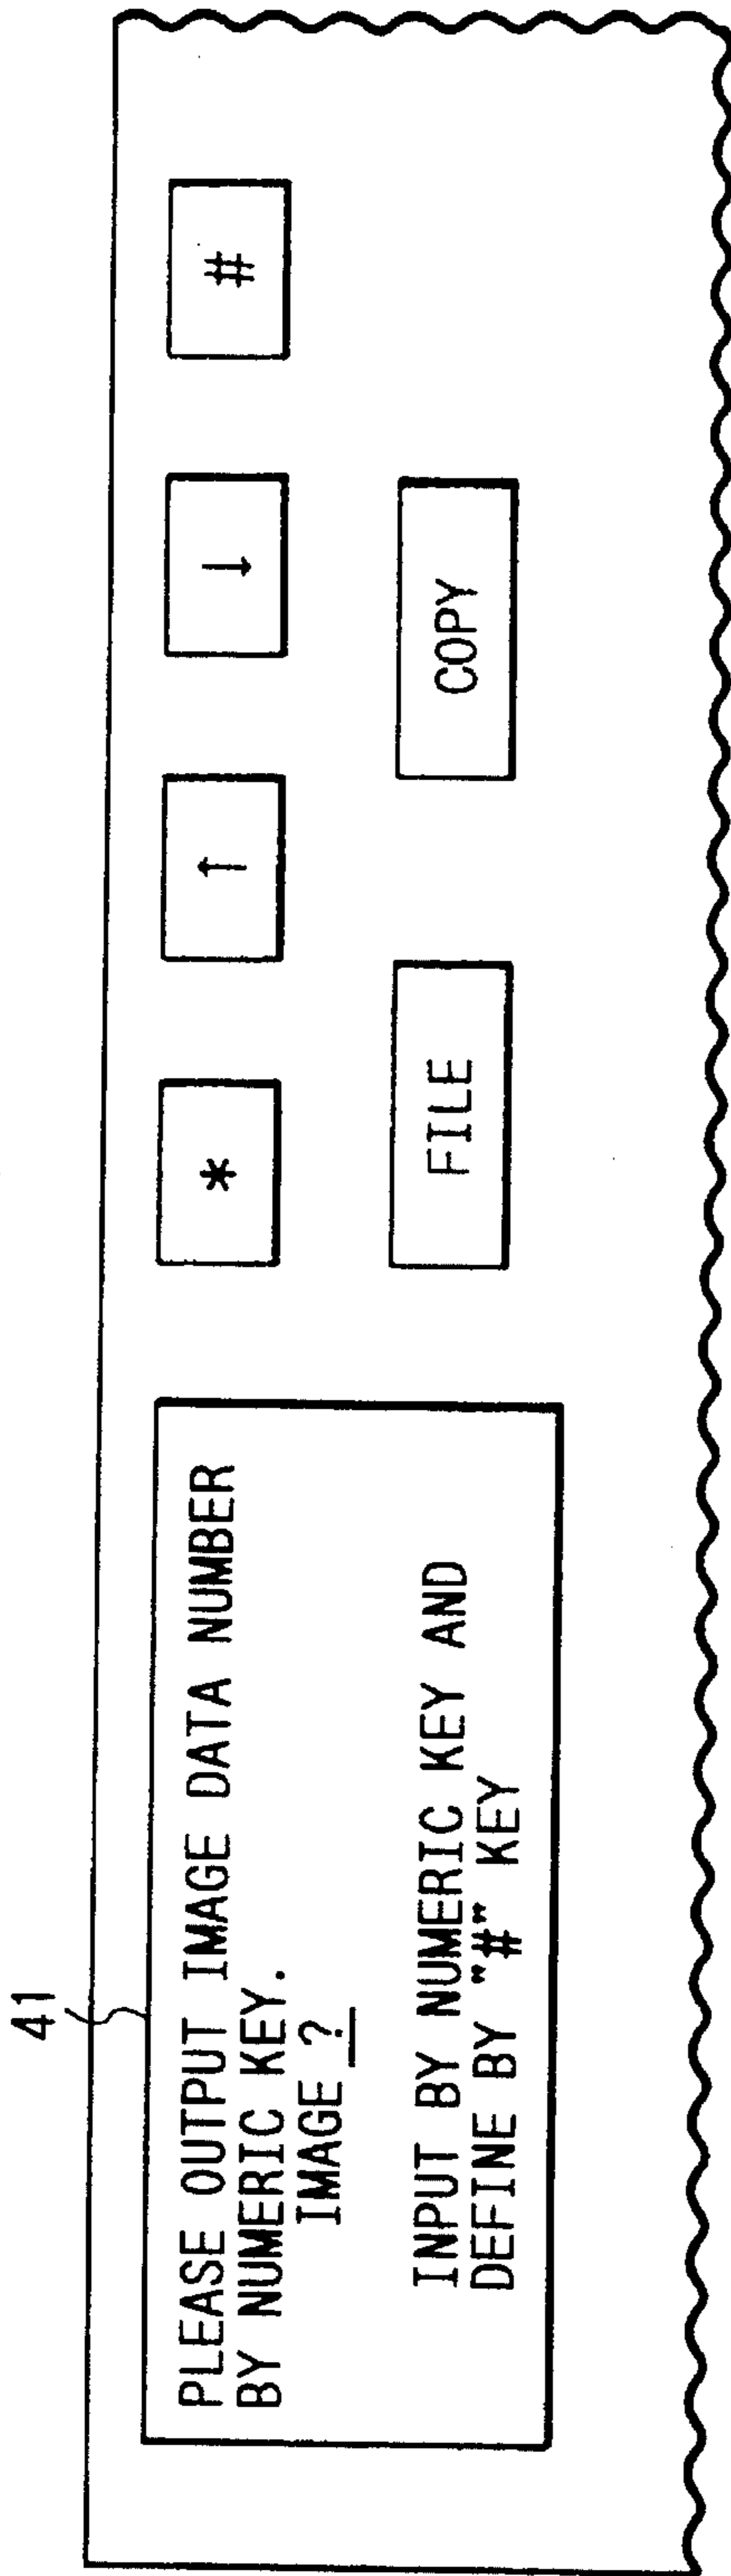 41
PLEASE OUTPUT IMAGE DATA NUMBER
BY NUMERIC KEY.
IMAGE ?
INPUT BY NUMERIC KEY AND
DEFINE BY "#" KEY
* ↑ ↓ #
FILE COPY